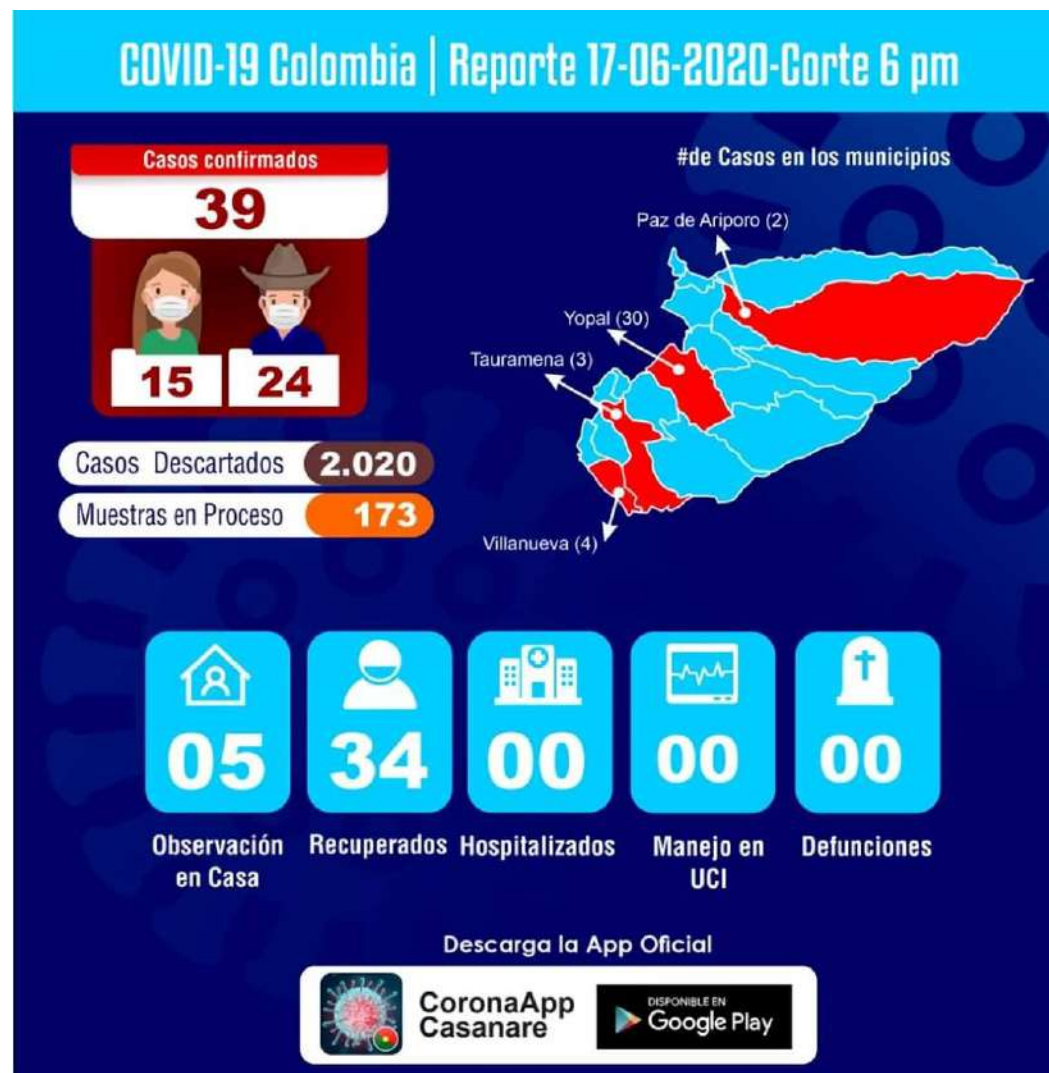 COVID-19 Colombia | Reporte 17-06-2020-Corte 6 pm
Casos confirmados
39
15 24
Casos Descartados 2.020
Muestras en Proceso 173
#de Casos en los municipios
Paz de Ariporo (2)
Yopal (30)
Tauramena (3)
Villanueva (4)
05 34 00 00 00
Observación Recuperados Hospitalizados Manejo en Defunciones
en Casa UCI
Descarga la App Oficial
CoronaApp
Casanare
DISPONIBLE EN
Google Play